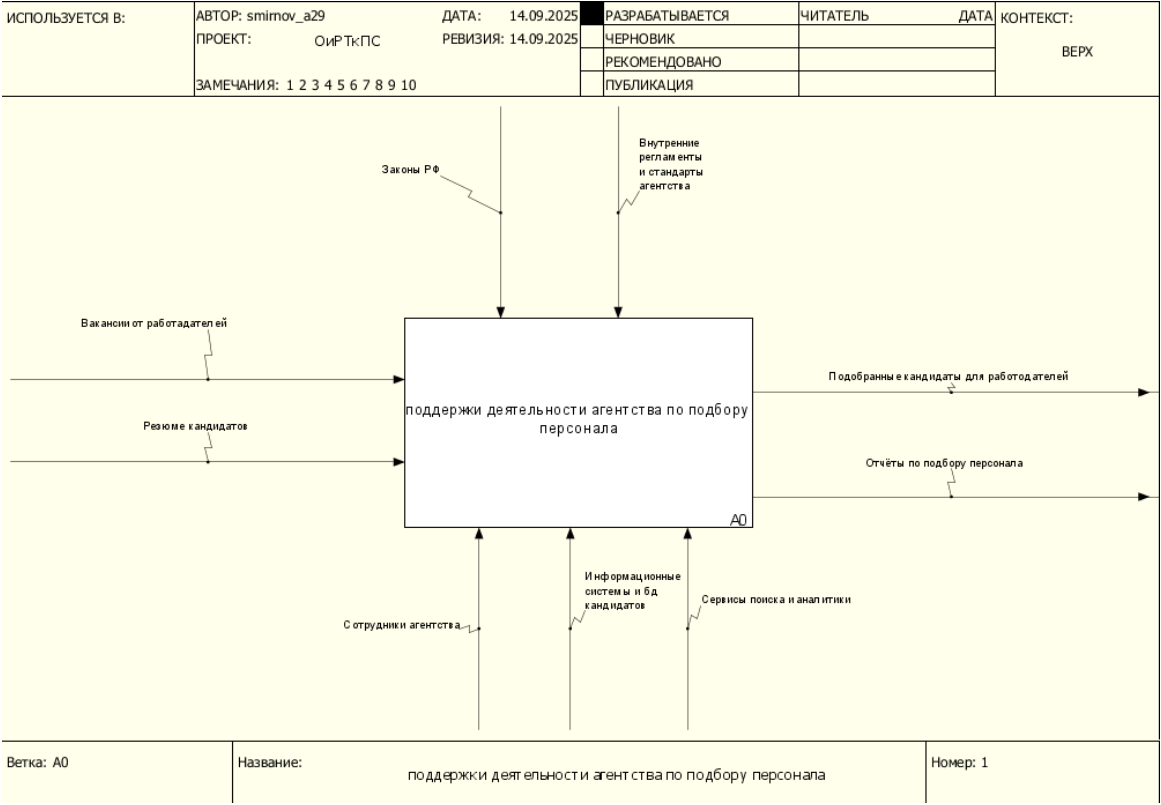 ИСПОЛЬЗУЕТСЯ В:
АВТОР: smirnov_a29
ДАТА: 14.09.2025
РАЗРАБАТЫВАЕТСЯ
ЧИТАТЕЛЬ
ДАТА
КОНТЕКСТ:
ПРОЕКТ: ОиРТкПС
РЕВИЗИЯ: 14.09.2025
ЧЕРНОВИК
ВЕРХ
РЕКОМЕНДОВАНО
ЗАМЕЧАНИЯ: 1 2 3 4 5 6 7 8 9 10
ПУБЛИКАЦИЯ
Законы РФ
Внутренние
регламенты
и стандарты
агентства
Вакансии от работадателей
Резюме кандидатов
поддержки деятельности агентства по подбору
персонала
A0
Подобранные кандидаты для работодателей
Отчёты по подбору персонала
Сотрудники агентства
Информационные
системы и бд
кандидатов
Сервисы поиска и аналитики
Ветка: A0
Название:
поддержки деятельности агентства по подбору персонала
Номер: 1